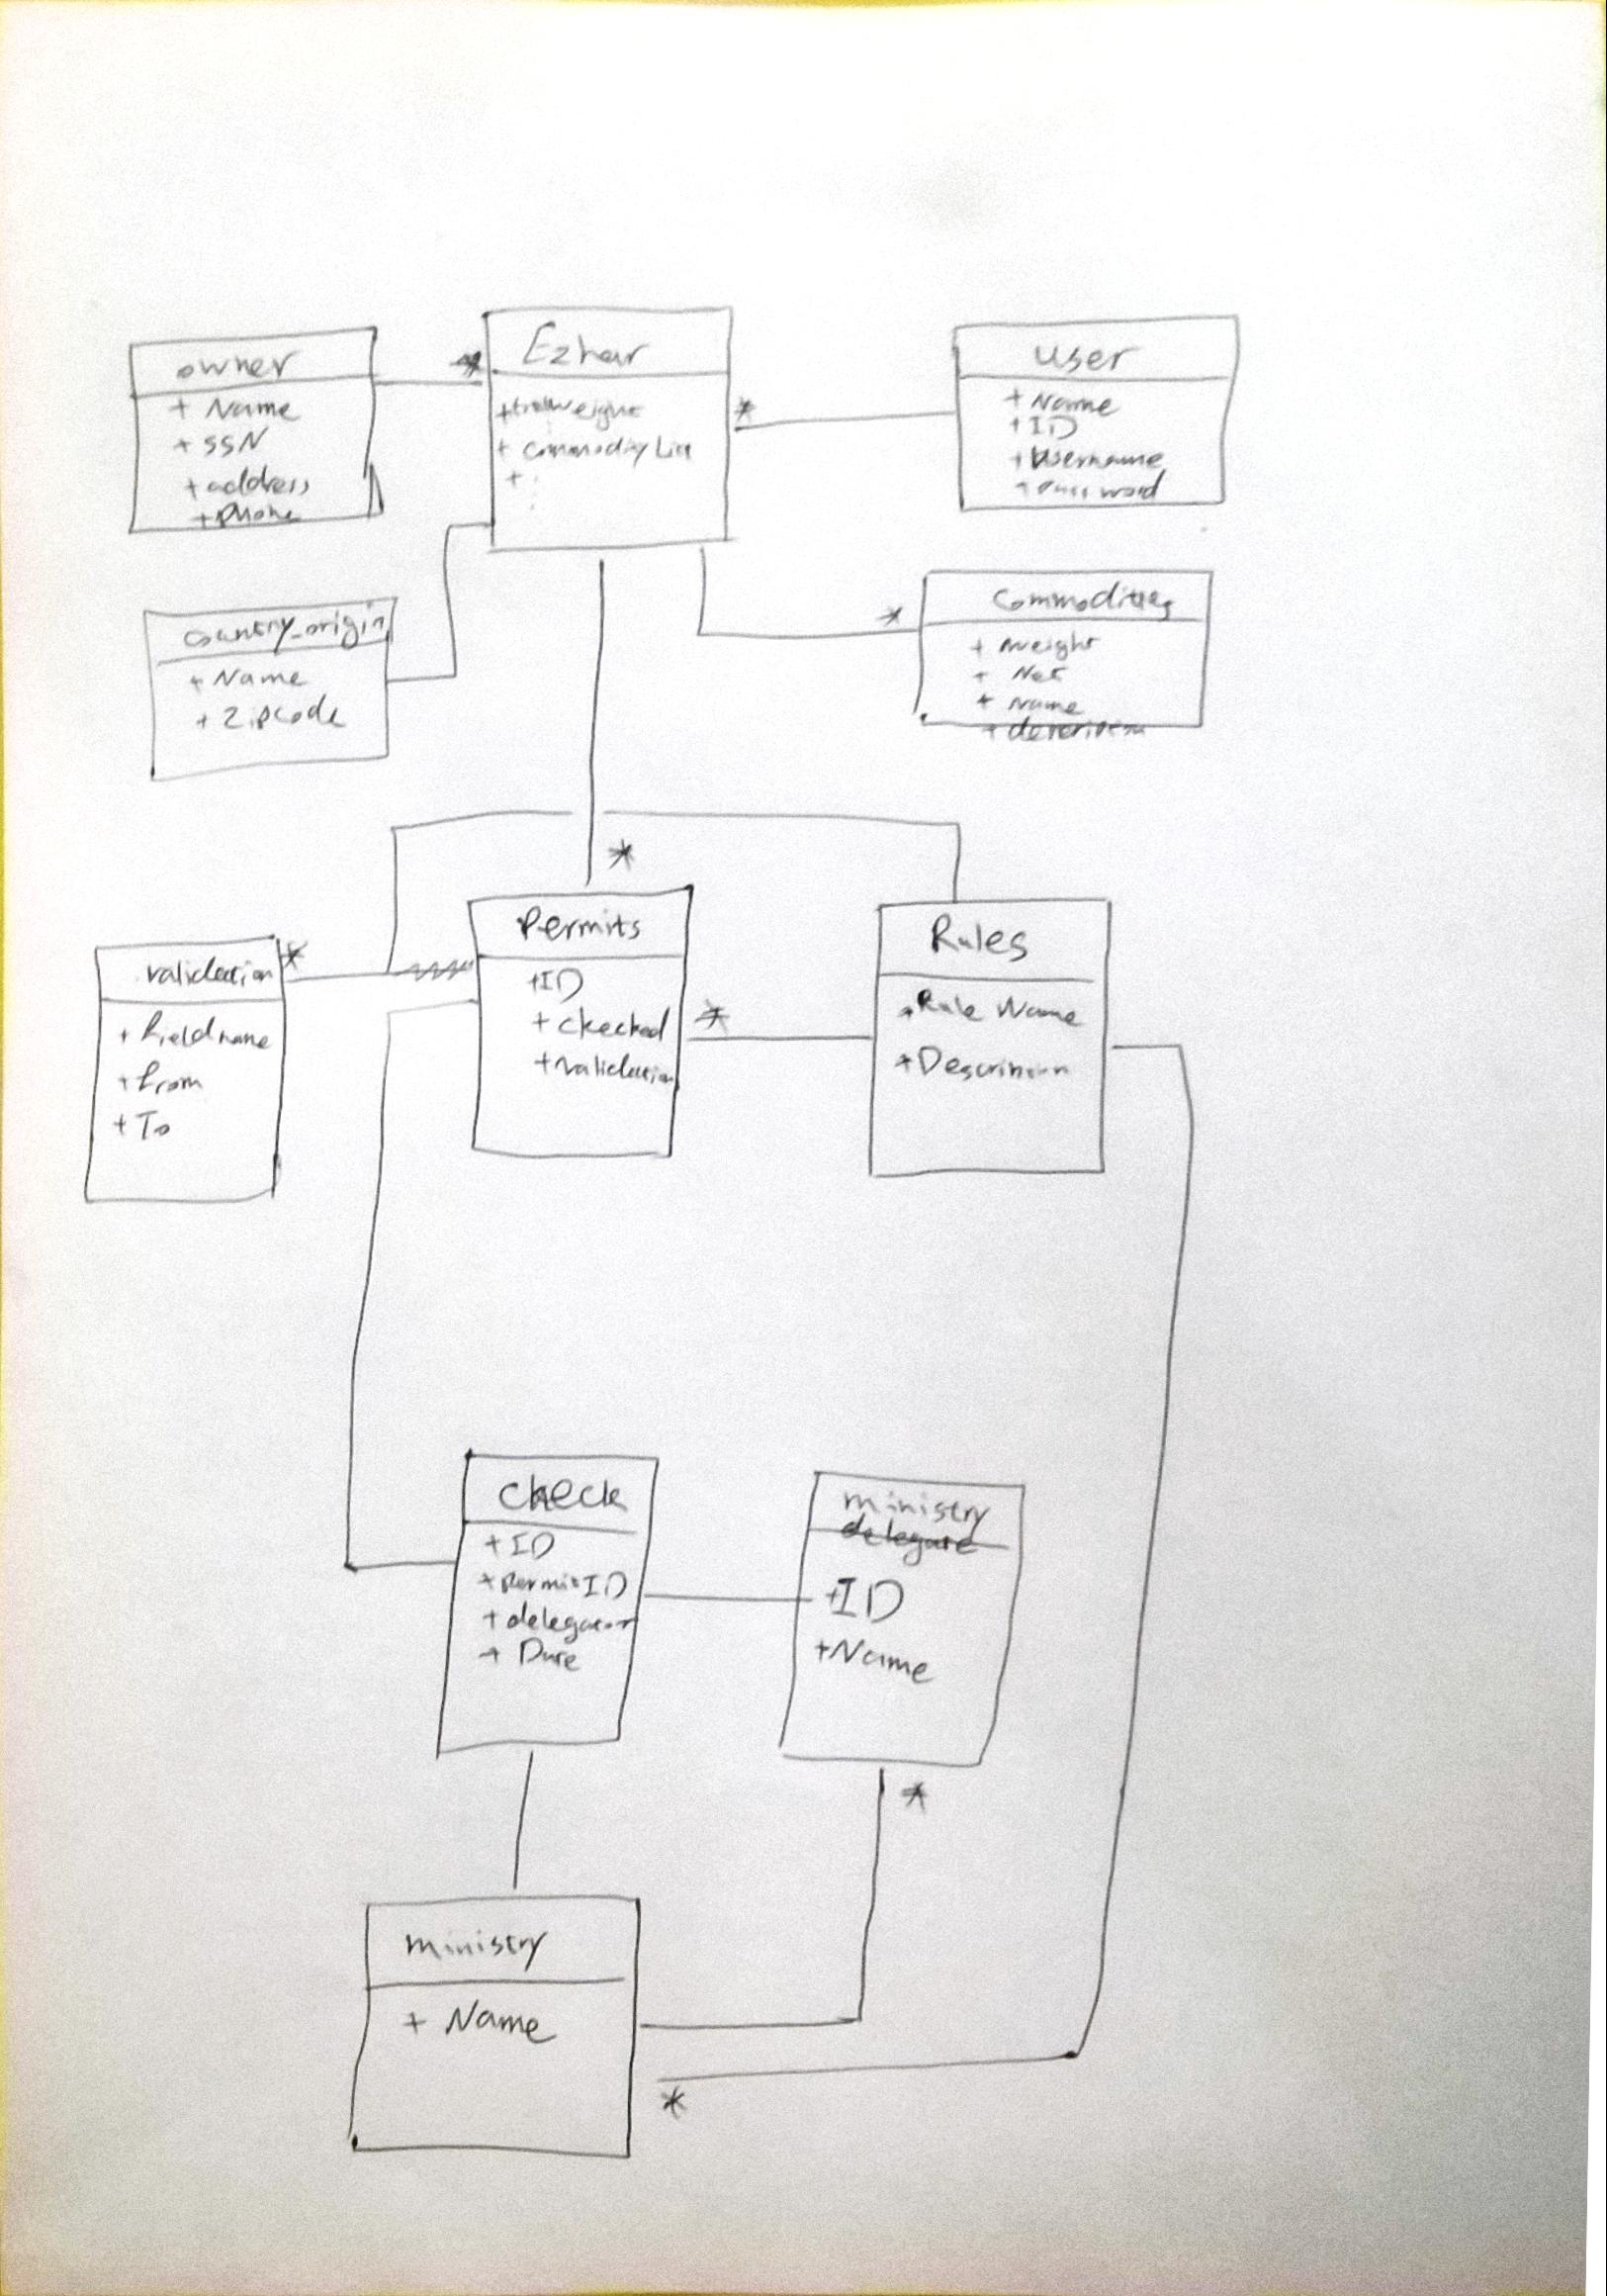 owner
+ Name
+ SSN
+ address
+ Phone
Ezhar
+ Weight
+ commodity List
+
*
*
user
+ Name
+ ID
+ Username
+ Password
country_origin
+ Name
+ Zipcode
*
Commodities
+ weight
+ Net
+ Name
+ description
*
validation
+ fieldname
+ from
+ To
*
Permits
+ID
+ checked
+validation
*
Rules
+Rule Name
+Description
check
+ ID
+ PermitID
+ delegator
+ Date
ministry
delegate
+ID
+Name
*
ministry
+ Name
*